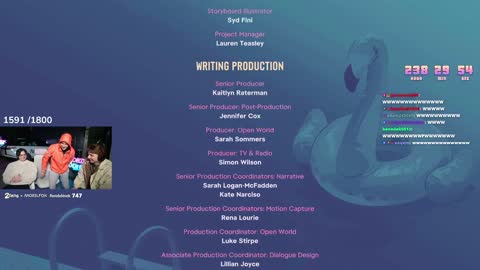 Storyboard Illustrator
Syd Fini
Project Manager
Lauren Teasley
WRITING PRODUCTION
Senior Producer
Kaitlyn Raterman
Senior Producer: Post-Production
Jennifer Cox
Producer: Open World
Sarah Sommers
Producer: TV & Radio
Simon Wilson
Senior Production Coordinators: Narrative
Sarah Logan-McFadden
Kate Narciso
Senior Production Coordinators: Motion Capture
Rena Lourie
Production Coordinator: Open World
Luke Stirpe
Associate Production Coordinator: Dialogue Design
Lillian Joyce
238 29 54
1591 /1800
747